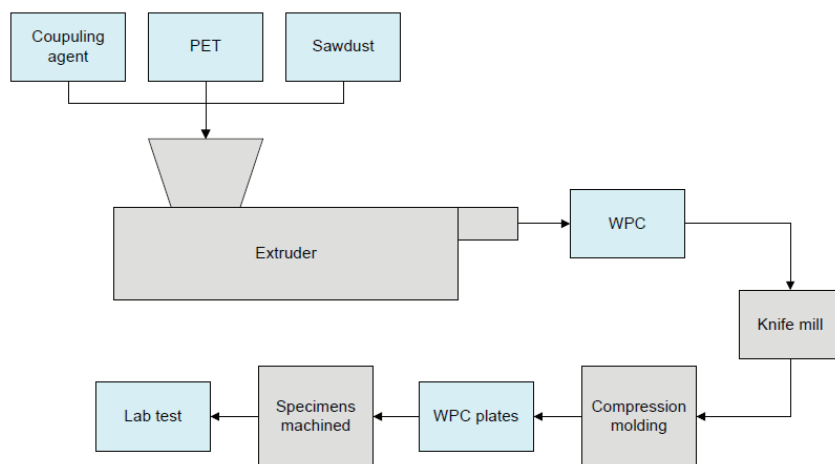 Coupuling
agent
PET
Sawdust
Extruder
WPC
Knife mill
Lab test
Specimens
machined
WPC plates
Compression
molding